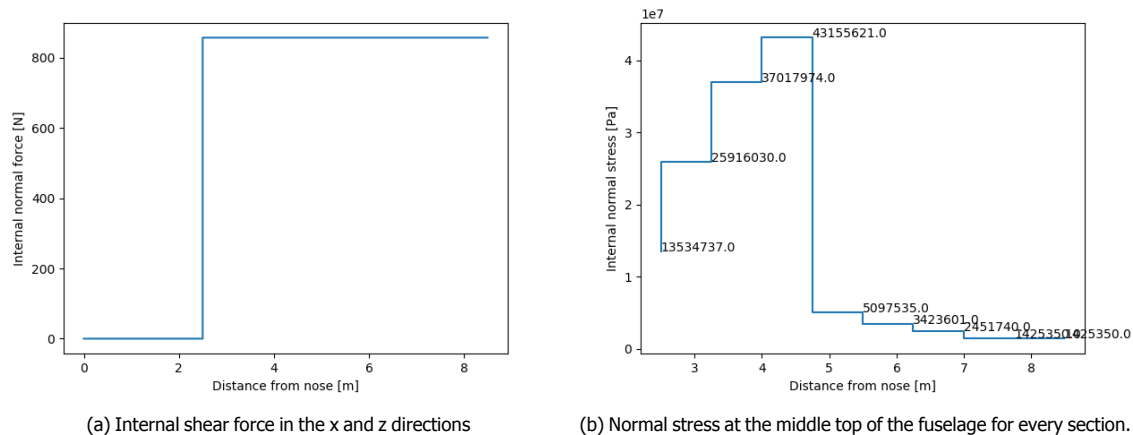 Internal normal force [N]
800
600
400
200
0
0 2 4 6 8
Distance from nose [m]
(a) Internal shear force in the x and z directions
1e7
Internal normal stress [Pa]
4
3
2
1
0
43155621.0
37017974.0
25916030.0
13534737.0
5097535.0
3423601.0
2451740.0
1425350.0
1425350.0
3 4 5 6 7 8
Distance from nose [m]
(b) Normal stress at the middle top of the fuselage for every section.